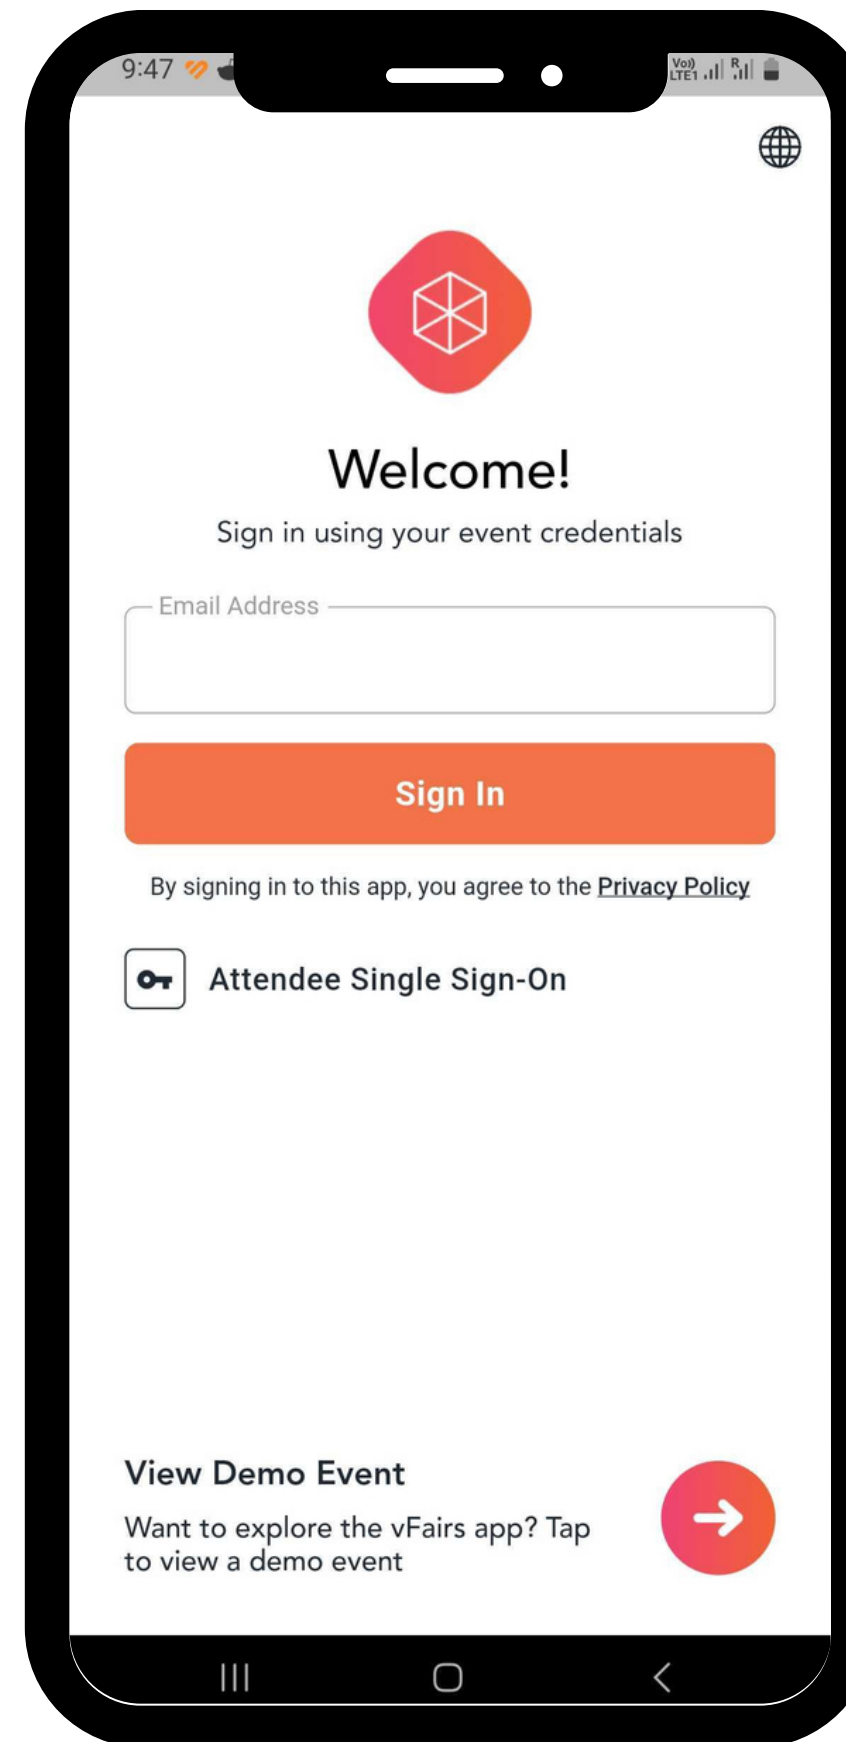 9:47
Vo)) R
LTE1
Welcome!
Sign in using your event credentials
Email Address
Sign In
By signing in to this app, you agree to the Privacy Policy
Attendee Single Sign-On
View Demo Event
Want to explore the vFairs app? Tap
to view a demo event